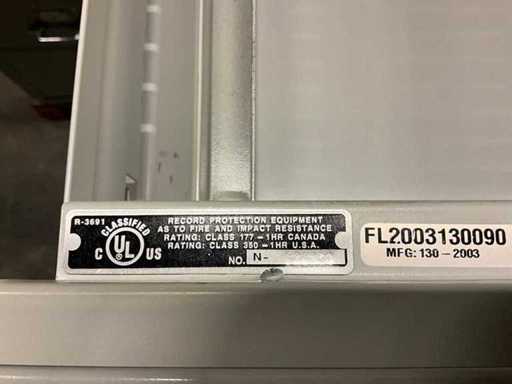 R-3691
CLASSIFIED
C UL US
RECORD PROTECTION EQUIPMENT
AS TO FIRE AND IMPACT RESISTANCE
RATING: CLASS 177-1HR CANADA
RATING: CLASS 350-1HR U.S.A.
NO. N-
FL2003130090
MFG: 130-2003